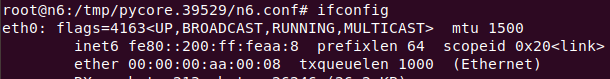 root@n6:/tmp/pycore.39529/n6.conf# ifconfig
eth0: flags=4163<UP,BROADCAST,RUNNING,MULTICAST>  mtu 1500
        inet6 fe80::200:ff:feaa:8  prefixlen 64  scopeid 0x20<link>
        ether 00:00:00:aa:00:08  txqueuelen 1000  (Ethernet)